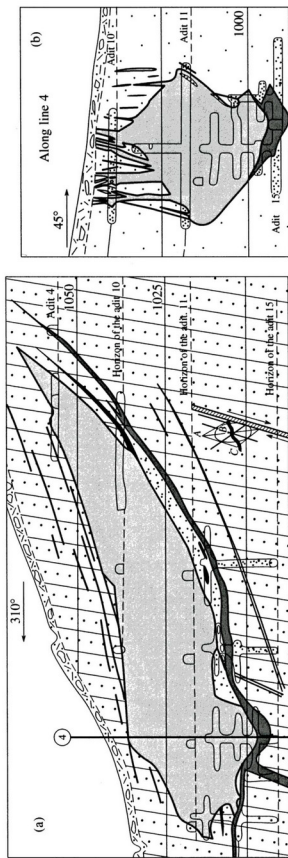 (a)
310°
4
Adit 4
1050
Horizon of the adit 10
1025
Horizon of the adit. 11
Horizon of the adit 15
A
B
C
(b)
Along line 4
45°
Adit 10
Adit 11
1000
Adit 15